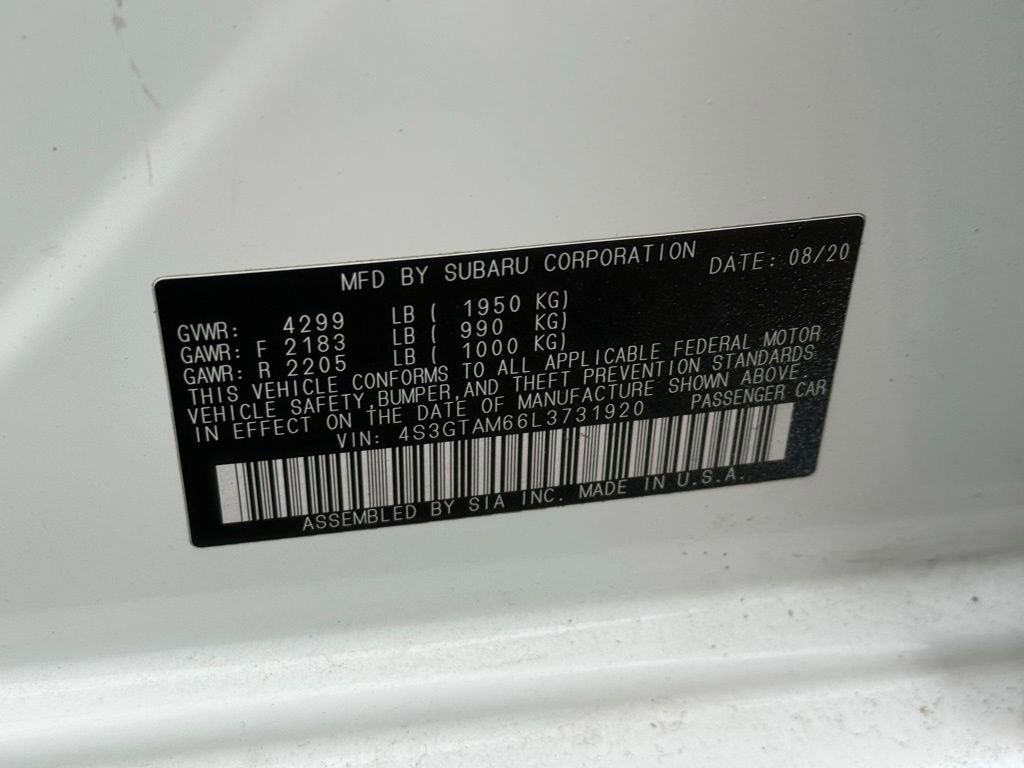 MFD BY SUBARU CORPORATION DATE: 08/20
GVWR: 4299 LB ( 1950 KG)
GAWR: F 2183 LB ( 990 KG)
GAWR: R 2205 LB ( 1000 KG)
THIS VEHICLE CONFORMS TO ALL APPLICABLE FEDERAL MOTOR
VEHICLE SAFETY, BUMPER, AND THEFT PREVENTION STANDARDS
IN EFFECT ON THE DATE OF MANUFACTURE SHOWN ABOVE.
VIN: 4S3GTAM66L3731920 PASSENGER CAR
ASSEMBLED BY SIA INC. MADE IN U.S.A.